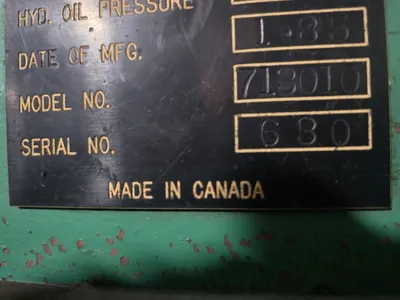 HYD. OIL PRESSURE
DATE OF MFG. 1.88
MODEL NO. 718010
SERIAL NO. 680
MADE IN CANADA